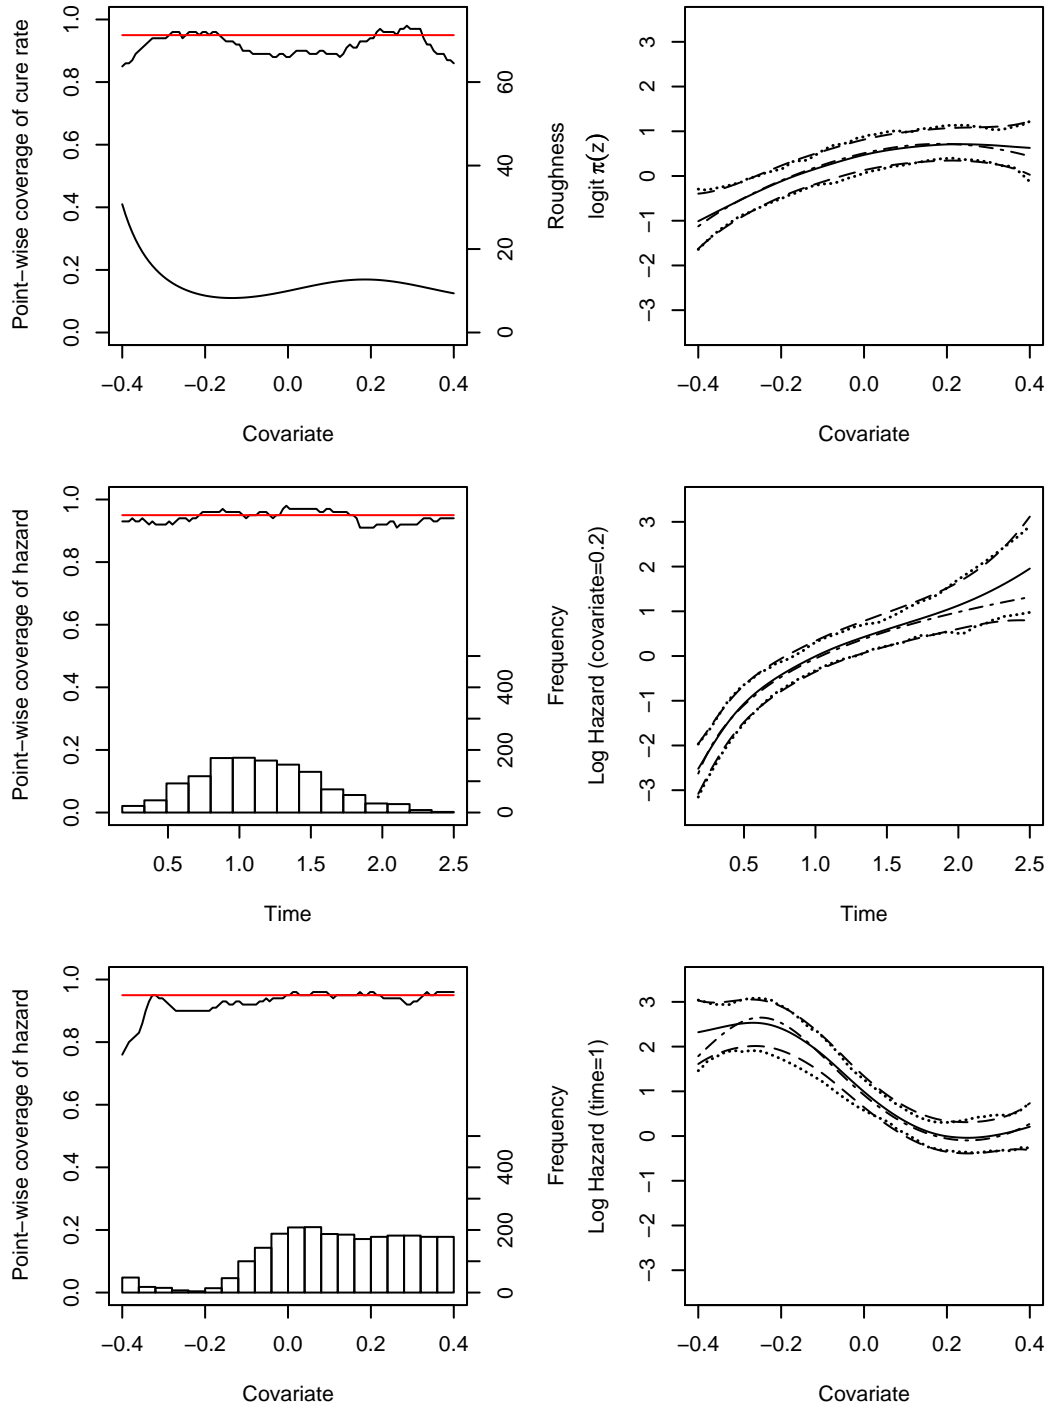 Point−wise coverage of cure rate
0.0 0.2 0.4 0.6 0.8 1.0
0 20 40 60
Roughness
−0.4 −0.2 0.0 0.2 0.4
Covariate
logit π(z)
−3 −2 −1 0 1 2 3
−0.4 −0.2 0.0 0.2 0.4
Covariate
Point−wise coverage of hazard
0.0 0.2 0.4 0.6 0.8 1.0
0 200 400
Frequency
0.5 1.0 1.5 2.0 2.5
Time
Log Hazard (covariate=0.2)
−3 −2 −1 0 1 2 3
0.5 1.0 1.5 2.0 2.5
Time
Point−wise coverage of hazard
0.0 0.2 0.4 0.6 0.8 1.0
0 200 400
Frequency
−0.4 −0.2 0.0 0.2 0.4
Covariate
Log Hazard (time=1)
−3 −2 −1 0 1 2 3
−0.4 −0.2 0.0 0.2 0.4
Covariate